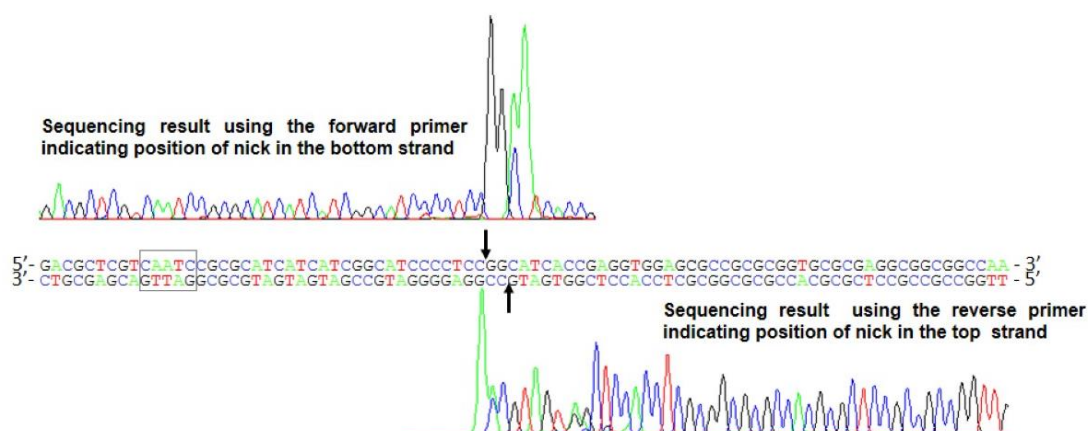 Sequencing result using the forward primer
indicating position of nick in the bottom strand
5’- GACGCTCGTCAATCCGCGCATCATCATCGGCATCCCCTCCGGCATCACCGAGGTGGAGCGCCGCGCGGTGCGCGAGGCGGCGGCCAA - 3’
3’- CTGCGAGCAGTTAGGCGCGTAGTAGTAGCCGTAGGGGAGGCCGTAGTGGCTCCACCTCGCGGCGCGCCACGCGCTCCGCCGCCGGTT - 5’
Sequencing result using the reverse primer
indicating position of nick in the top strand